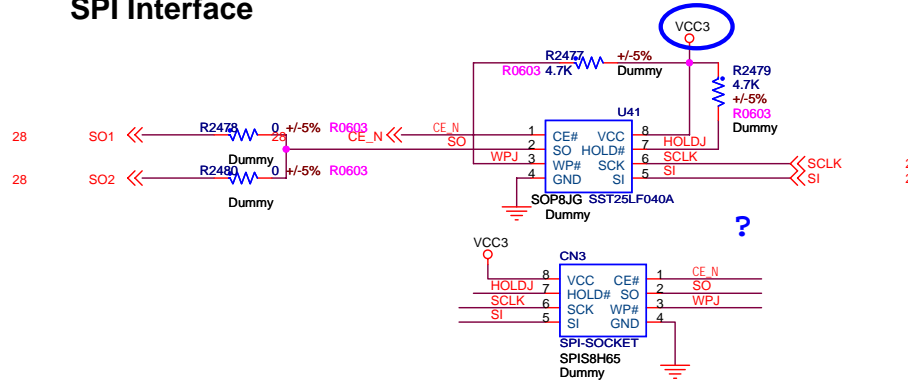 SPI Interface
VCC3
R2477 +/-5%
R0603 4.7K Dummy
R2479
4.7K
+/-5%
R0603
Dummy
U41
28 SO1 R2478 0 +/-5% R0603
Dummy
28 CE_N CE_N
SO
WPJ
28 SO2 R2480 0 +/-5% R0603
Dummy
1 CE# VCC 8
2 SO HOLD# 7 HOLDJ
3 WP# SCK 6 SCLK SCLK 2
4 GND SI 5 SI SI 2
SOP8JG SST25LF040A
Dummy
?
VCC3
CN3
8 VCC CE# 1 CE_N
HOLDJ 7 HOLD# SO 2 SO
SCLK 6 SCK WP# 3 WPJ
SI 5 SI GND 4
SPI-SOCKET
SPIS8H65
Dummy